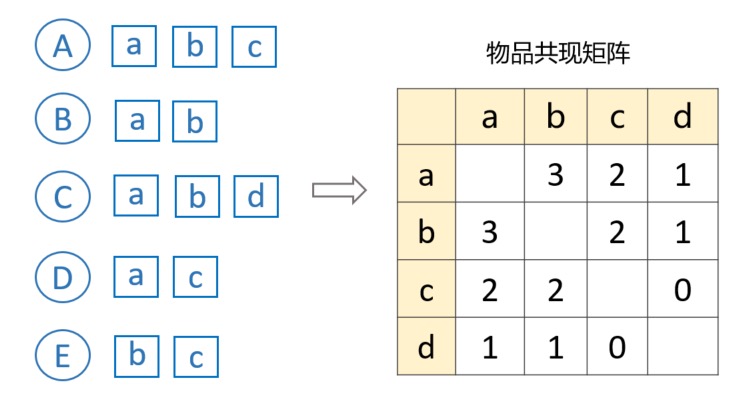 A a b c
B a b
C a b d
D a c
E b c
物品共现矩阵
a b c d
a 3 2 1
b 3 2 1
c 2 2 0
d 1 1 0